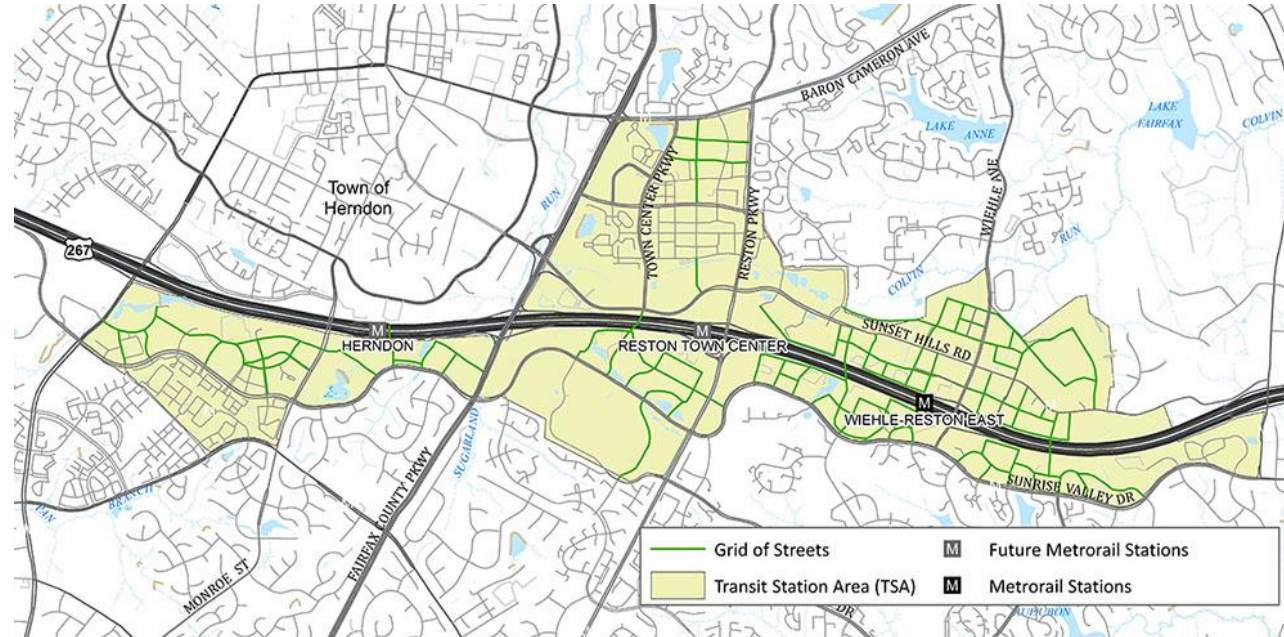 BARON CAMERON AVE
LAKE
ANNE
LAKE
FAIRFAX
COLVIN
Town of
Herndon
RUN
TOWN CENTER PKWY
RESTON PKWY
WIEHLE AVE
RUN
COLVIN
267
M
HERNDON
M
RESTON TOWN CENTER
SUNSET HILLS RD
M
WIEHLE-RESTON EAST
SUNRISE VALLEY DR
SUGARLAND
FAIRFAX COUNTY PKWY
BRANCH
MONROE ST
Grid of Streets
M Future Metrorail Stations
Transit Station Area (TSA)
M Metrorail Stations
DR